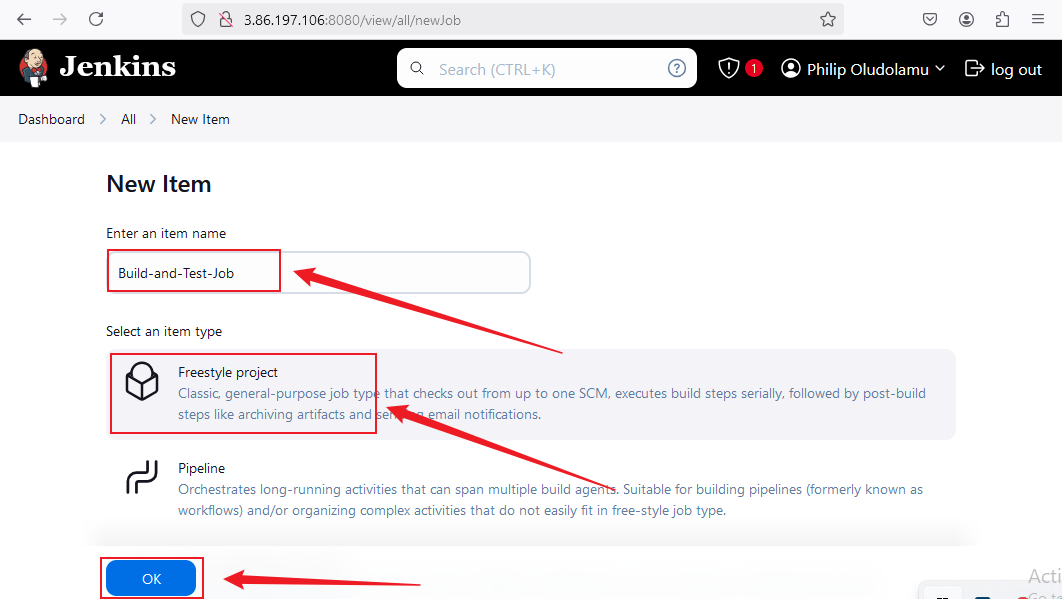 3.86.197.106:8080/view/all/newJob
Jenkins
Search (CTRL+K)
?
1
Philip Oludolamu
log out
Dashboard > All > New Item
New Item
Enter an item name
Build-and-Test-Job
Select an item type
Freestyle project
Classic, general-purpose job type that checks out from up to one SCM, executes build steps serially, followed by post-build
steps like archiving artifacts and sending email notifications.
Pipeline
Orchestrates long-running activities that can span multiple build agents. Suitable for building pipelines (formerly known as
workflows) and/or organizing complex activities that do not easily fit in free-style job type.
OK
Acti